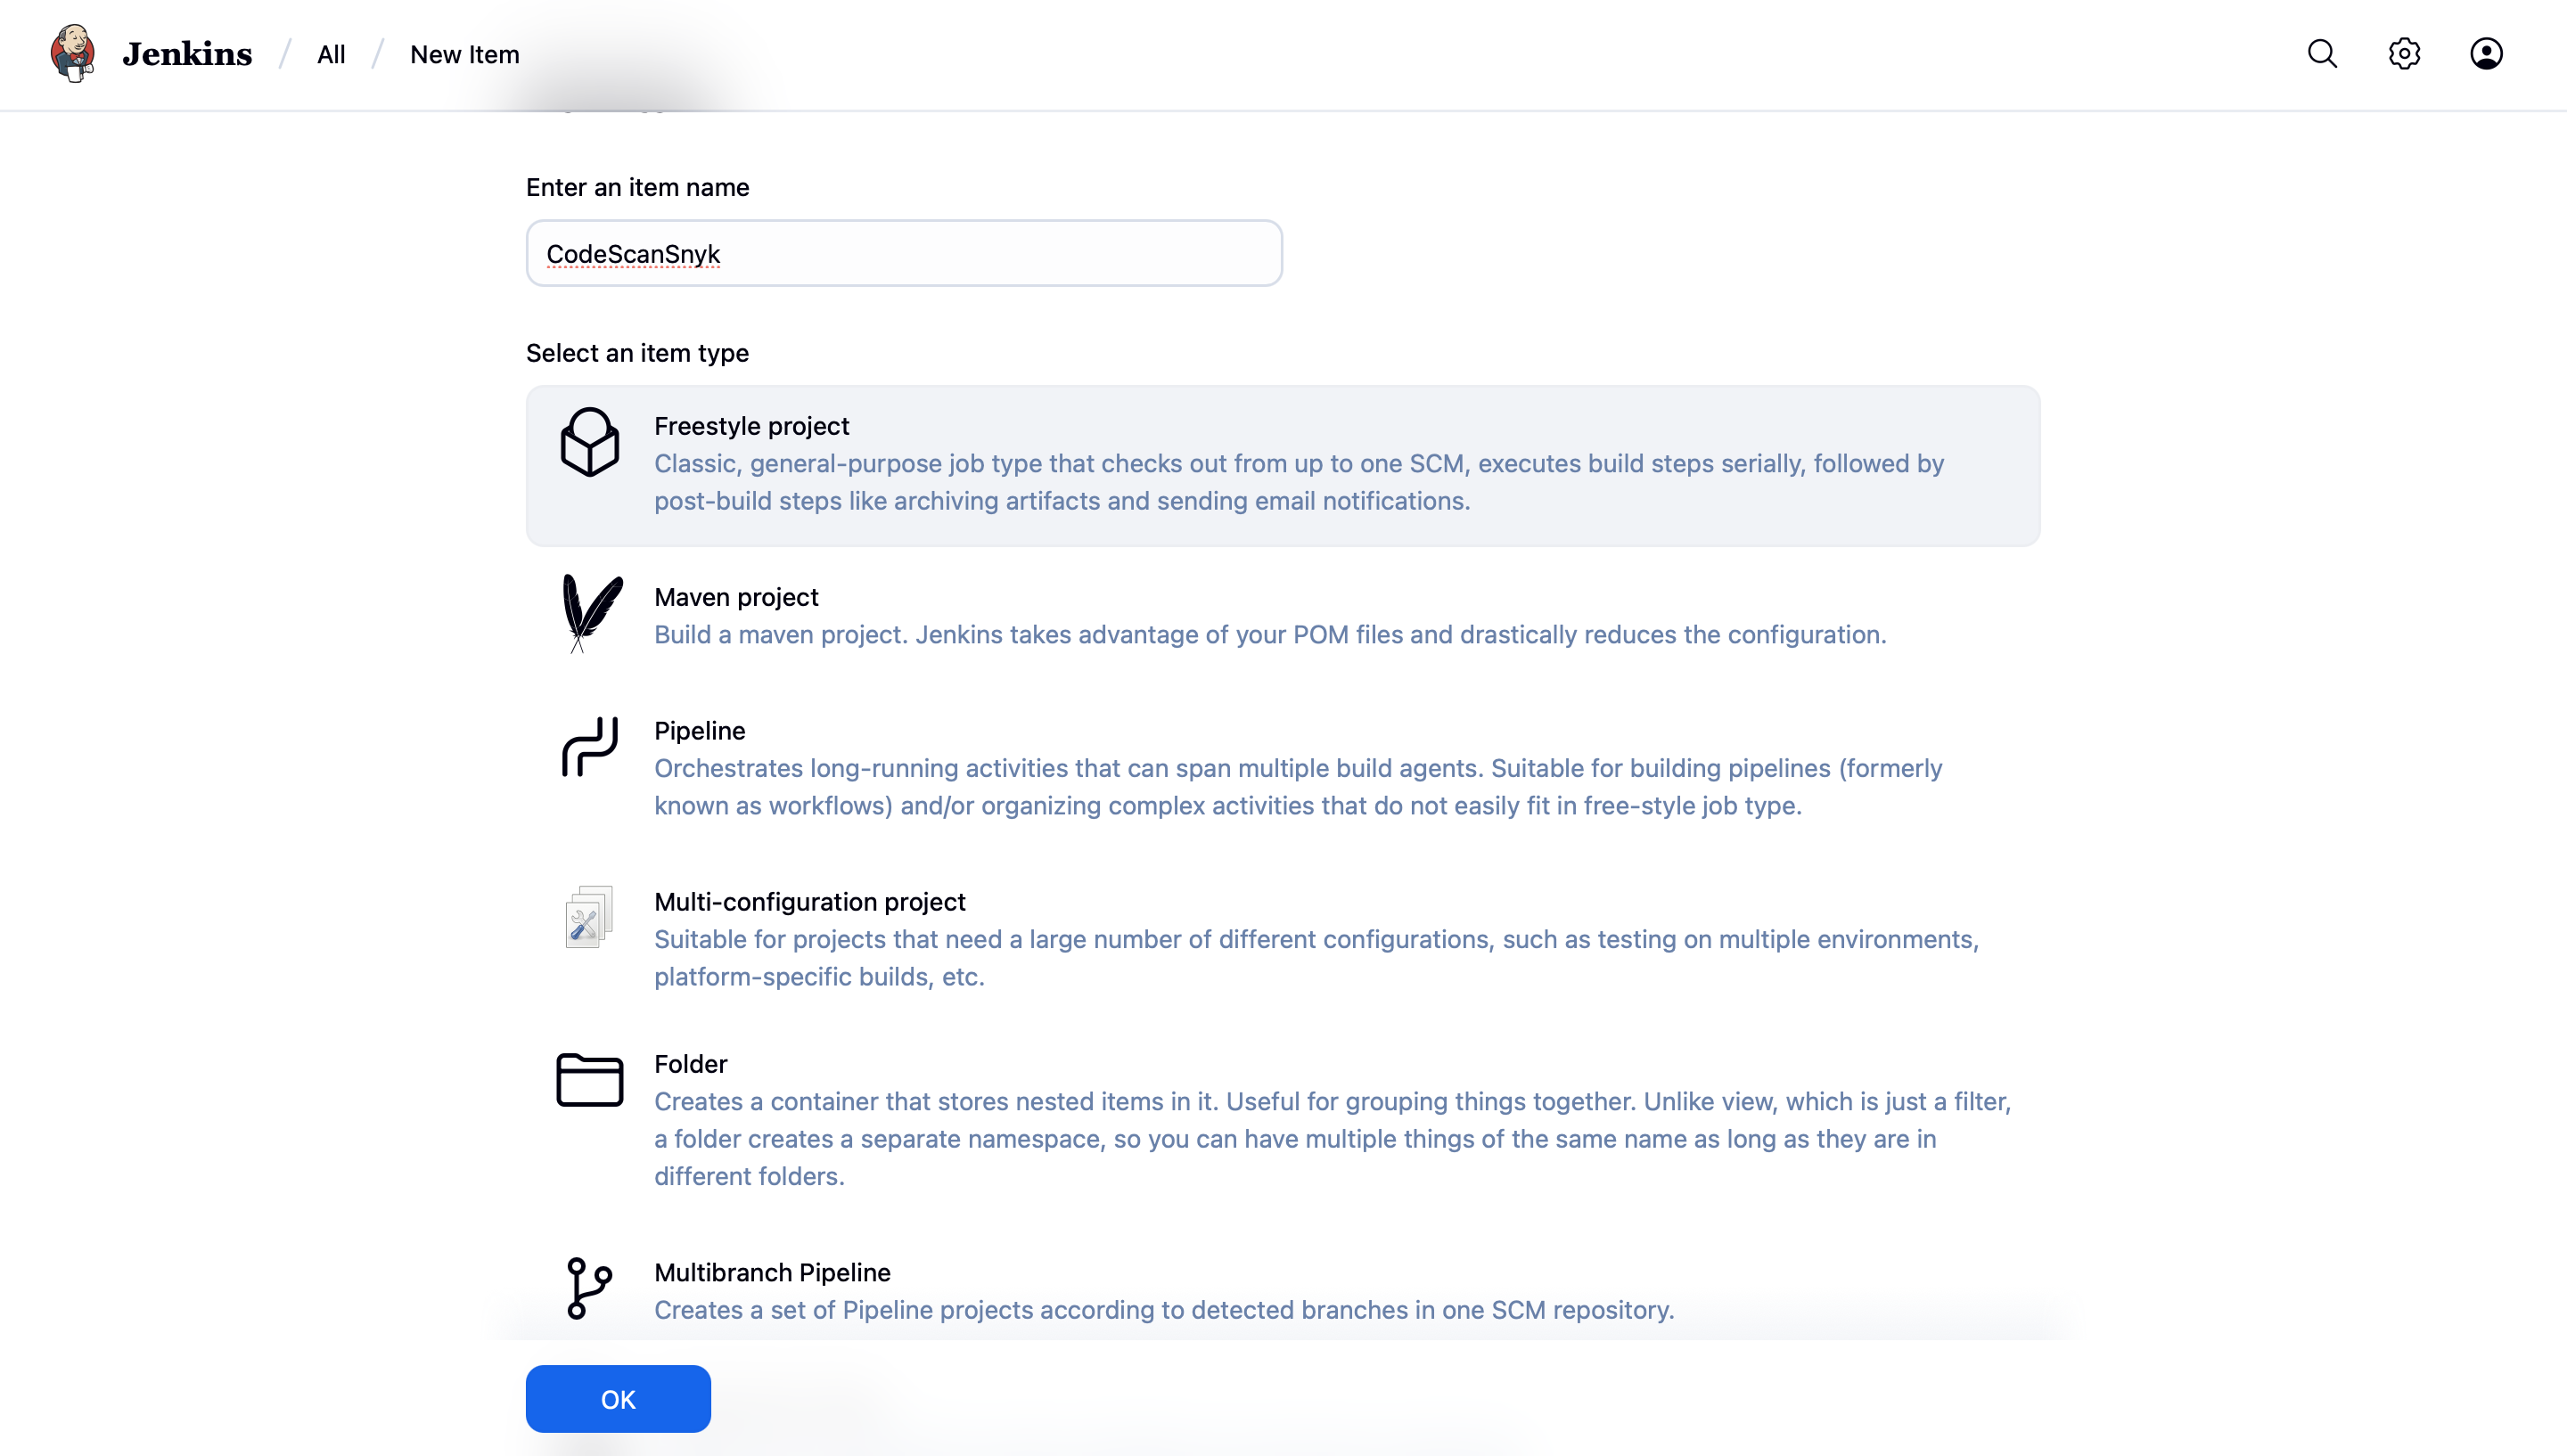 Jenkins / All / New Item
Enter an item name
CodeScanSnyk
Select an item type
Freestyle project
Classic, general-purpose job type that checks out from up to one SCM, executes build steps serially, followed by
post-build steps like archiving artifacts and sending email notifications.
Maven project
Build a maven project. Jenkins takes advantage of your POM files and drastically reduces the configuration.
Pipeline
Orchestrates long-running activities that can span multiple build agents. Suitable for building pipelines (formerly
known as workflows) and/or organizing complex activities that do not easily fit in free-style job type.
Multi-configuration project
Suitable for projects that need a large number of different configurations, such as testing on multiple environments,
platform-specific builds, etc.
Folder
Creates a container that stores nested items in it. Useful for grouping things together. Unlike view, which is just a filter,
a folder creates a separate namespace, so you can have multiple things of the same name as long as they are in
different folders.
Multibranch Pipeline
Creates a set of Pipeline projects according to detected branches in one SCM repository.
OK